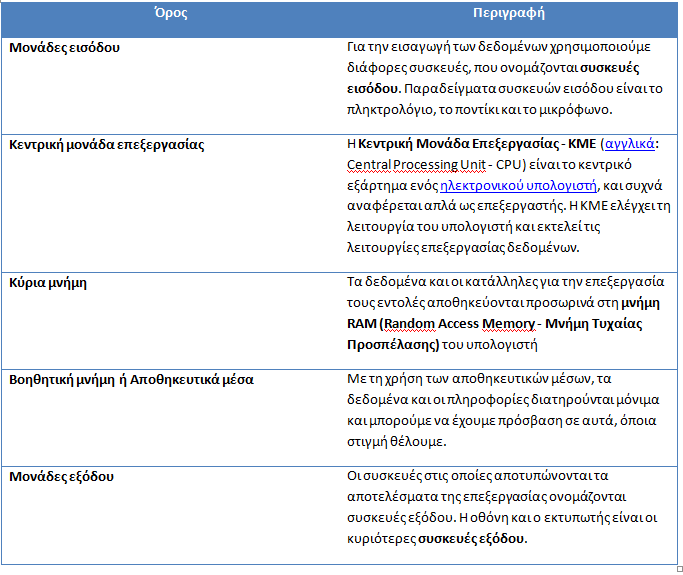 Όρος Περιγραφή
Μονάδες εισόδου Για την εισαγωγή των δεδομένων χρησιμοποιούμε
διάφορες συσκευές, που ονομάζονται συσκευές
εισόδου. Παραδείγματα συσκευών εισόδου είναι το
πληκτρολόγιο, το ποντίκι και το μικρόφωνο.
Κεντρική μονάδα επεξεργασίας Η Κεντρική Μονάδα Επεξεργασίας - ΚΜΕ (αγγλικά:
Central Processing Unit - CPU) είναι το κεντρικό
εξάρτημα ενός ηλεκτρονικού υπολογιστή, και συχνά
αναφέρεται απλά ως επεξεργαστής. Η ΚΜΕ ελέγχει τη
λειτουργία του υπολογιστή και εκτελεί τις
λειτουργίες επεξεργασίας δεδομένων.
Κύρια μνήμη Τα δεδομένα και οι κατάλληλες για την επεξεργασία
τους εντολές αποθηκεύονται προσωρινά στη μνήμη
RAM (Random Access Memory - Μνήμη Τυχαίας
Προσπέλασης) του υπολογιστή
Βοηθητική μνήμη ή Αποθηκευτικά μέσα Με τη χρήση των αποθηκευτικών μέσων, τα
δεδομένα και οι πληροφορίες διατηρούνται μόνιμα
και μπορούμε να έχουμε πρόσβαση σε αυτά, όποια
στιγμή θέλουμε.
Μονάδες εξόδου Οι συσκευές στις οποίες αποτυπώνονται τα
αποτελέσματα της επεξεργασίας ονομάζονται
συσκευές εξόδου. Η οθόνη και ο εκτυπωτής είναι οι
κυριότερες συσκευές εξόδου.